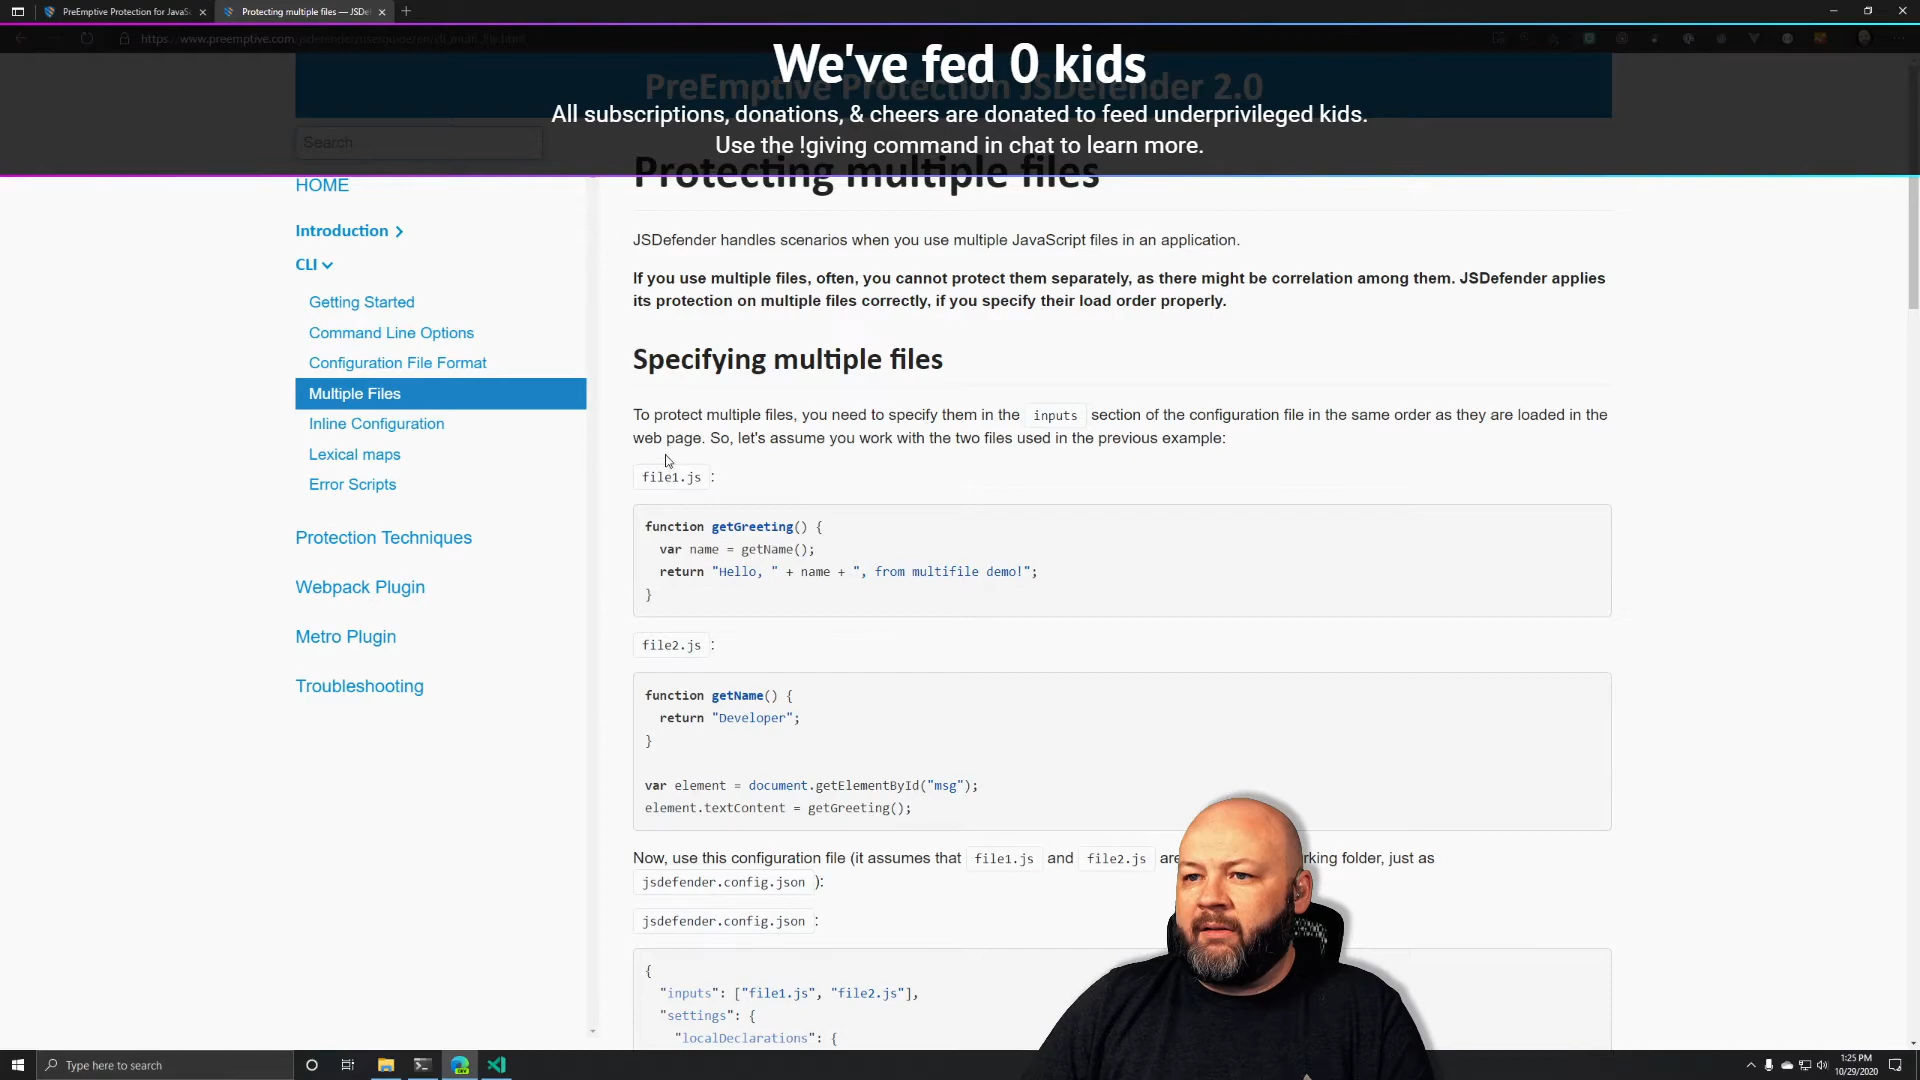 PreEmptive Protection for JavaS
Protecting multiple files — JSDe
https://www.preemptive.com/jsdefender/userguide/en/cli_multi_file.html
We've fed 0 kids
PreEmptive Protection JSDefender 2.0
All subscriptions, donations, & cheers are donated to feed underprivileged kids.
Use the !giving command in chat to learn more.
Search
HOME
Introduction
CLI
Getting Started
Command Line Options
Configuration File Format
Multiple Files
Inline Configuration
Lexical maps
Error Scripts
Protection Techniques
Webpack Plugin
Metro Plugin
Troubleshooting
Protecting multiple files
JSDefender handles scenarios when you use multiple JavaScript files in an application.
If you use multiple files, often, you cannot protect them separately, as there might be correlation among them. JSDefender applies
its protection on multiple files correctly, if you specify their load order properly.
Specifying multiple files
To protect multiple files, you need to specify them in the inputs section of the configuration file in the same order as they are loaded in the
web page. So, let's assume you work with the two files used in the previous example:
file1.js :
function getGreeting() {
var name = getName();
return "Hello, " + name + ", from multifile demo!";
}
file2.js :
function getName() {
return "Developer";
}
var element = document.getElementById("msg");
element.textContent = getGreeting();
Now, use this configuration file (it assumes that file1.js and file2.js are rking folder, just as
jsdefender.config.json ):
jsdefender.config.json :
{
"inputs": ["file1.js", "file2.js"],
"settings": {
"localDeclarations": {
Type here to search
1:25 PM
10/29/2020